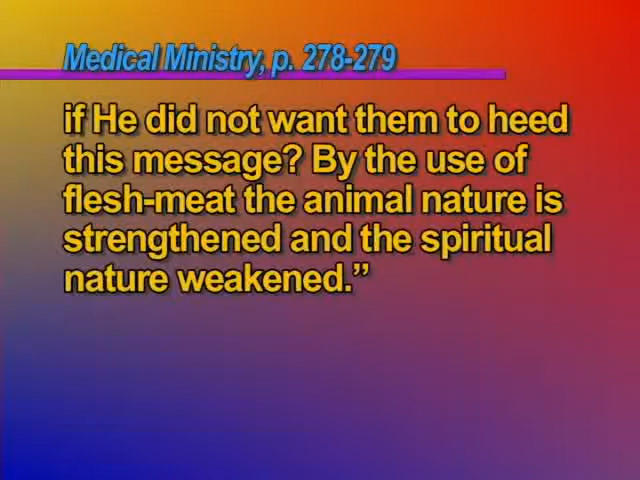 Medical Ministry, p. 278-279
if He did not want them to heed
this message? By the use of
flesh-meat the animal nature is
strengthened and the spiritual
nature weakened.”